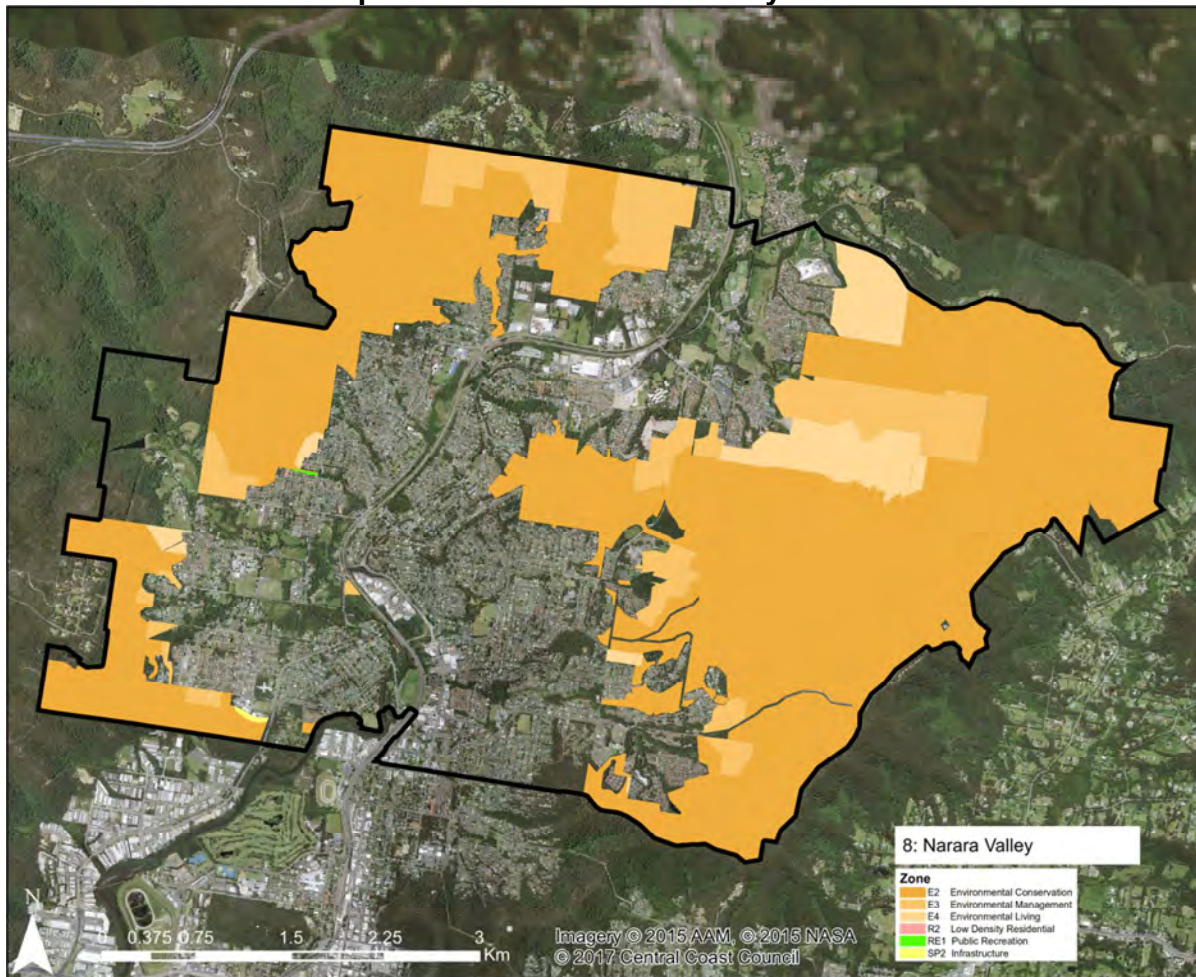 8: Narara Valley
Zone
E2 Environmental Conservation
E3 Environmental Management
E4 Environmental Living
R2 Low Density Residential
RE1 Public Recreation
SP2 Infrastructure
N
0 0.375 0.75 1.5 2.25 3
Km
Imagery © 2015 AAM, © 2015 NASA
© 2017 Central Coast Council